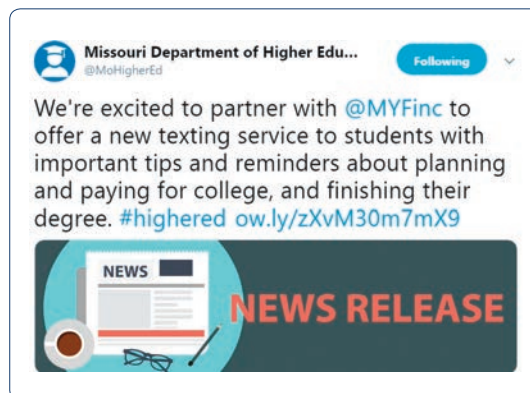 Missouri Department of Higher Edu...
Following
@MoHigherEd
We're excited to partner with @MYFinc to
offer a new texting service to students with
important tips and reminders about planning
and paying for college, and finishing their
degree. #highered ow.ly/zXvM30m7mX9
NEWS
NEWS RELEASE